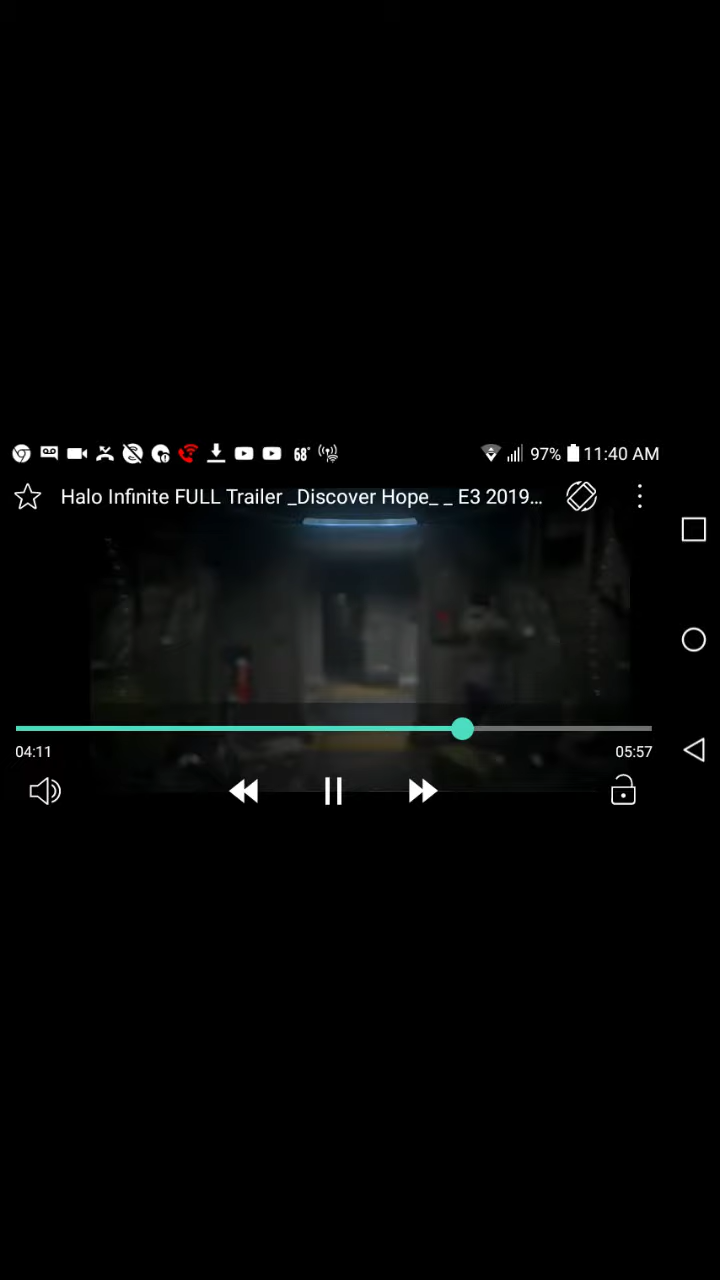 68° 97% 11:40 AM
Halo Infinite FULL Trailer _Discover Hope_ _ E3 2019...
04:11 05:57